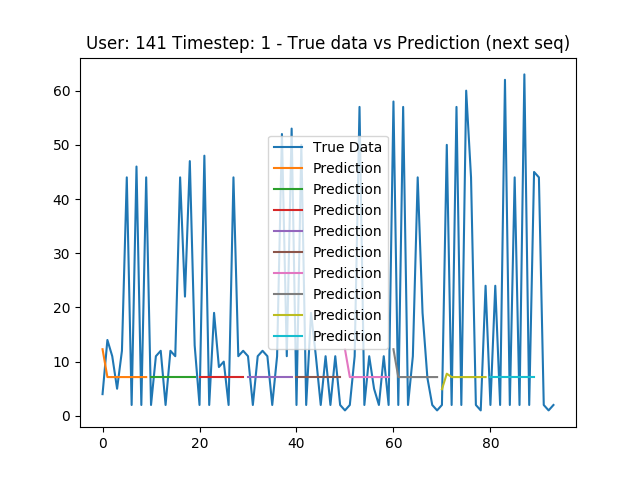 User: 141 Timestep: 1 - True data vs Prediction (next seq)
60
50
40
30
20
10
0
True Data
Prediction
Prediction
Prediction
Prediction
Prediction
Prediction
Prediction
Prediction
Prediction
0 20 40 60 80